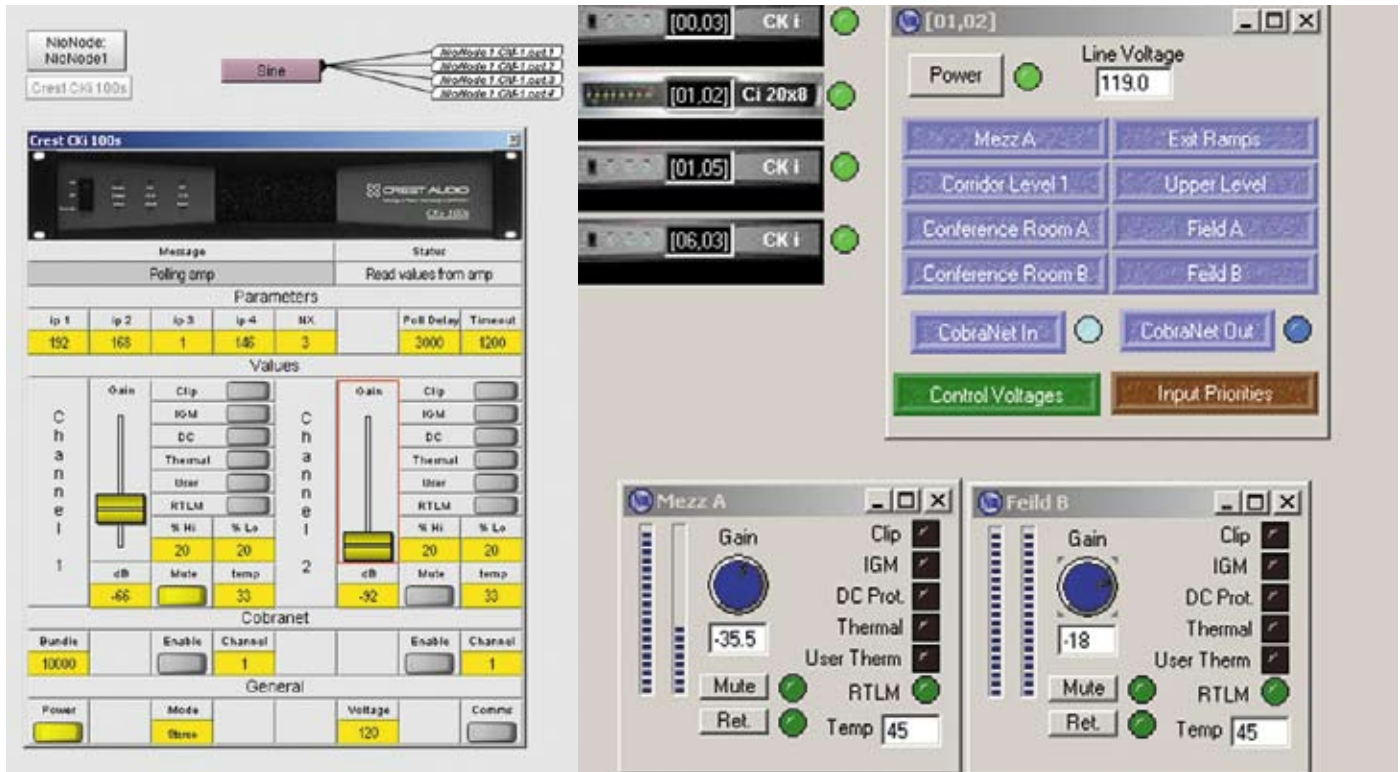 NioNode:
NioNode1
Crest CKi 100s
Sine
NioNode 1 CM-1.out.1
NioNode 1 CM-1.out.2
NioNode 1 CM-1.out.3
NioNode 1 CM-1.out.4
Crest CKi 100s
CREST AUDIO
CKi 100s
Message Status
Polling amp Read values from amp
Parameters
ip 1 ip 2 ip 3 ip 4 NX Poll Delay Timeout
192 168 1 146 3 3000 1200
Values
Channel 1
Gain
Clip
IGM
DC
Thermal
User
RTLM
% Hi % Lo
20 20
dB Mute temp
-66 33
Channel 2
Gain
Clip
IGM
DC
Thermal
User
RTLM
% Hi % Lo
20 20
dB Mute temp
-92 33
Cobranet
Bundle Enable Channel Enable Channel
10000 1 1
General
Power Mode Voltage Comms
Stereo 120
[00,03] CK i
[01,02] Ci 20x8
[01,05] CK i
[06,03] CK i
[01,02]
Power
Line Voltage
119.0
Mezz A Exit Ramps
Corridor Level 1 Upper Level
Conference Room A Field A
Conference Room B Feild B
CobraNet In CobraNet Out
Control Voltages Input Priorities
Mezz A
Gain
-35.5
Clip
IGM
DC Prot.
Thermal
User Therm
Mute RTLM
Ret. Temp 45
Feild B
Gain
-18
Clip
IGM
DC Prot.
Thermal
User Therm
Mute RTLM
Ret. Temp 45